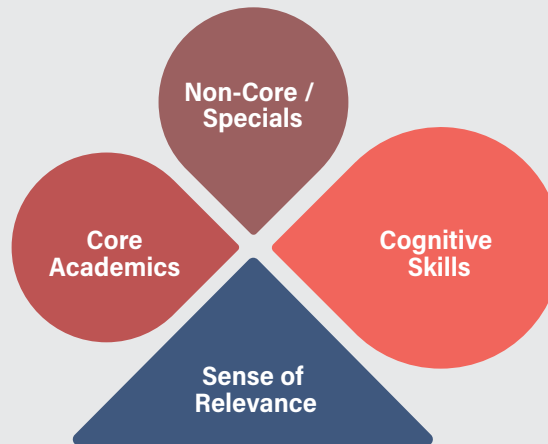 Non-Core /
Specials
Core
Academics
Cognitive
Skills
Sense of
Relevance